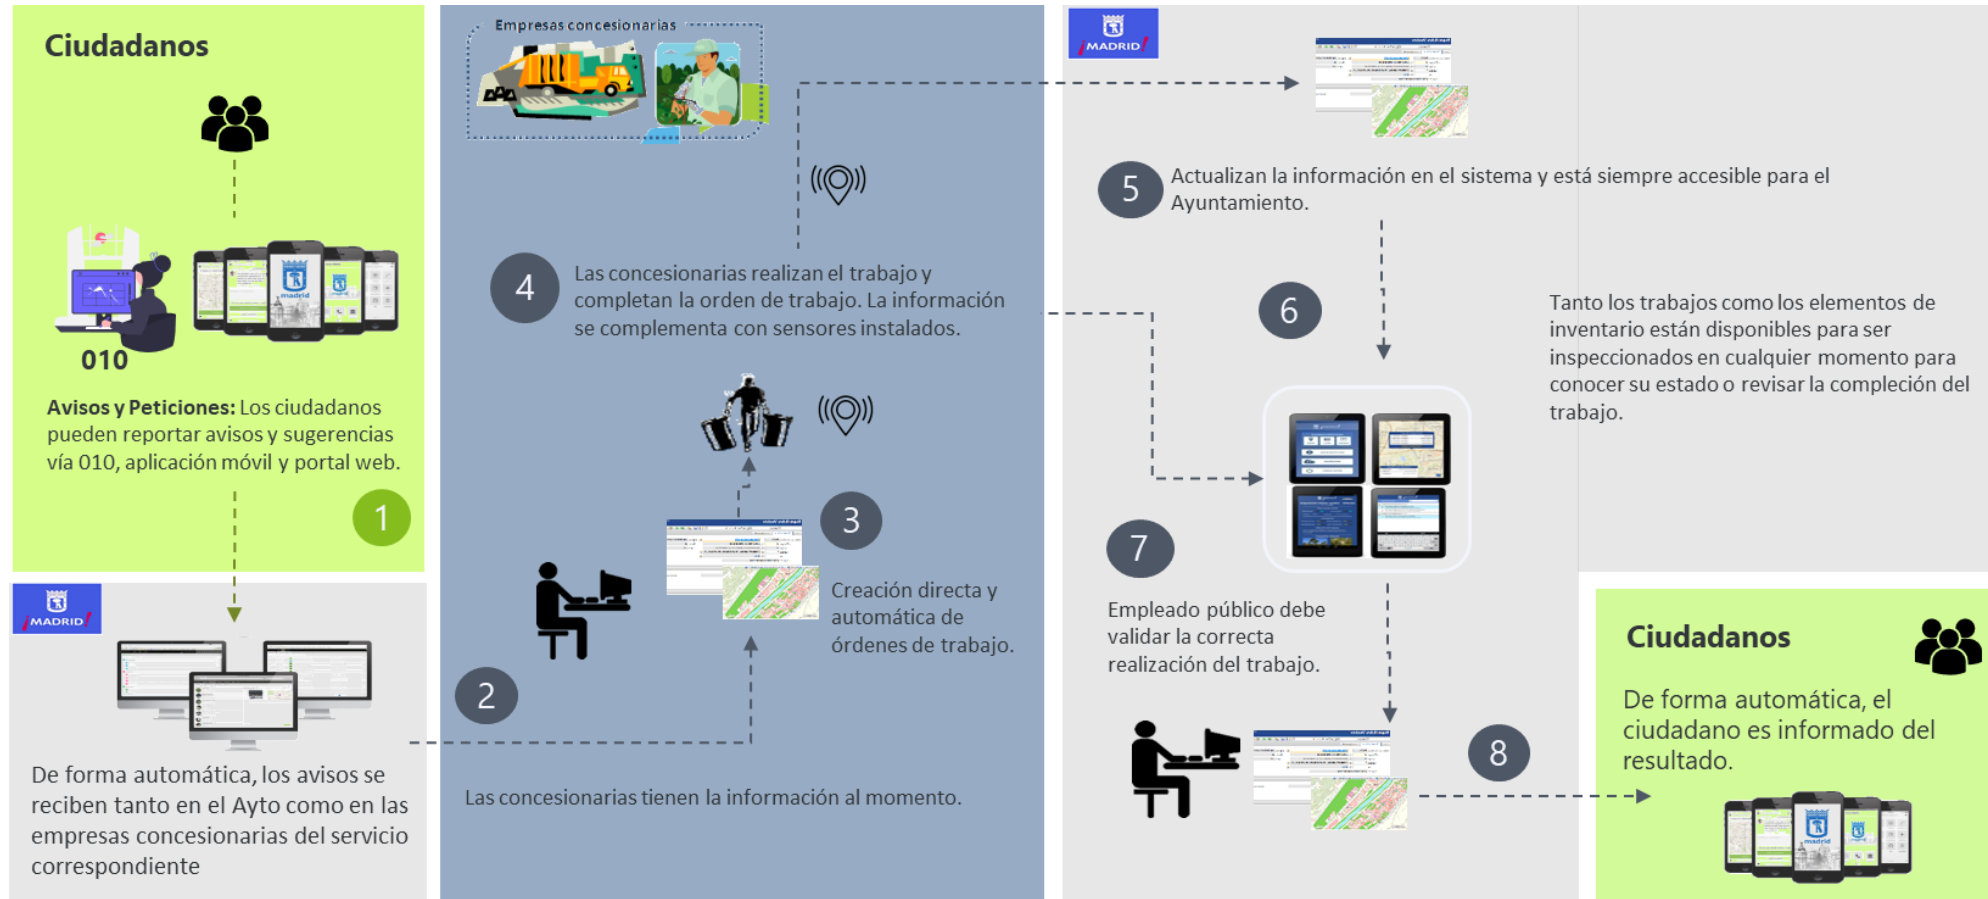 Ciudadanos
madrid
010
Avisos y Peticiones: Los ciudadanos
pueden reportar avisos y sugerencias
vía 010, aplicación móvil y portal web.
1
¡MADRID!
De forma automática, los avisos se
reciben tanto en el Ayto como en las
empresas concesionarias del servicio
correspondiente
Empresas concesionarias
4
Las concesionarias realizan el trabajo y
completan la orden de trabajo. La información
se complementa con sensores instalados.
3
Creación directa y
automática de
órdenes de trabajo.
2
Las concesionarias tienen la información al momento.
¡MADRID!
5
Actualizan la información en el sistema y está siempre accesible para el
Ayuntamiento.
6
Tanto los trabajos como los elementos de
inventario están disponibles para ser
inspeccionados en cualquier momento para
conocer su estado o revisar la compleción del
trabajo.
7
Empleado público debe
validar la correcta
realización del trabajo.
8
Ciudadanos
De forma automática, el
ciudadano es informado del
resultado.
madrid